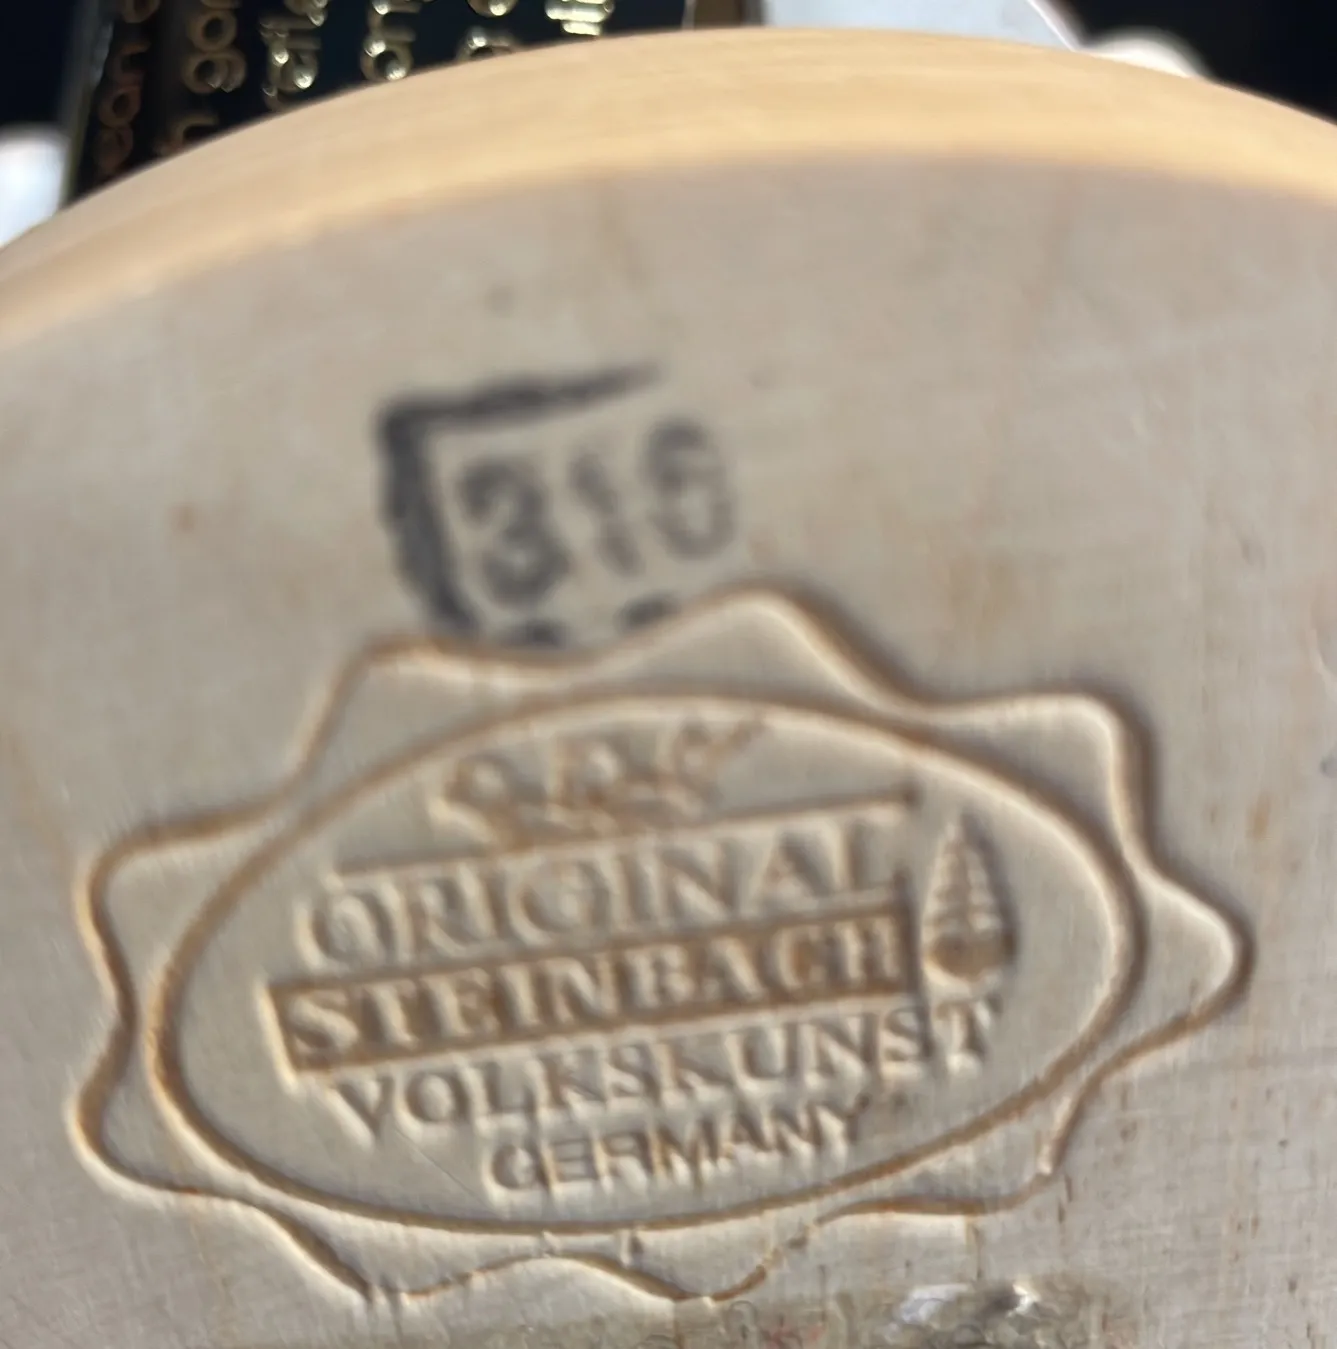 316
ORIGINAL
STEINBACH
VOLKSKUNST
GERMANY